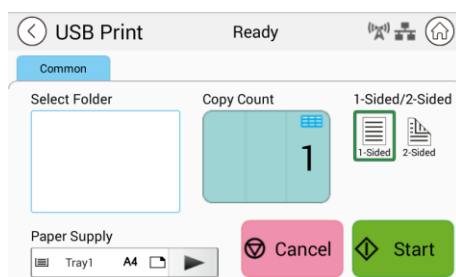 USB Print Ready
Common
Select Folder Copy Count 1-Sided/2-Sided
1
1-Sided 2-Sided
Paper Supply
Tray1 A4
Cancel Start